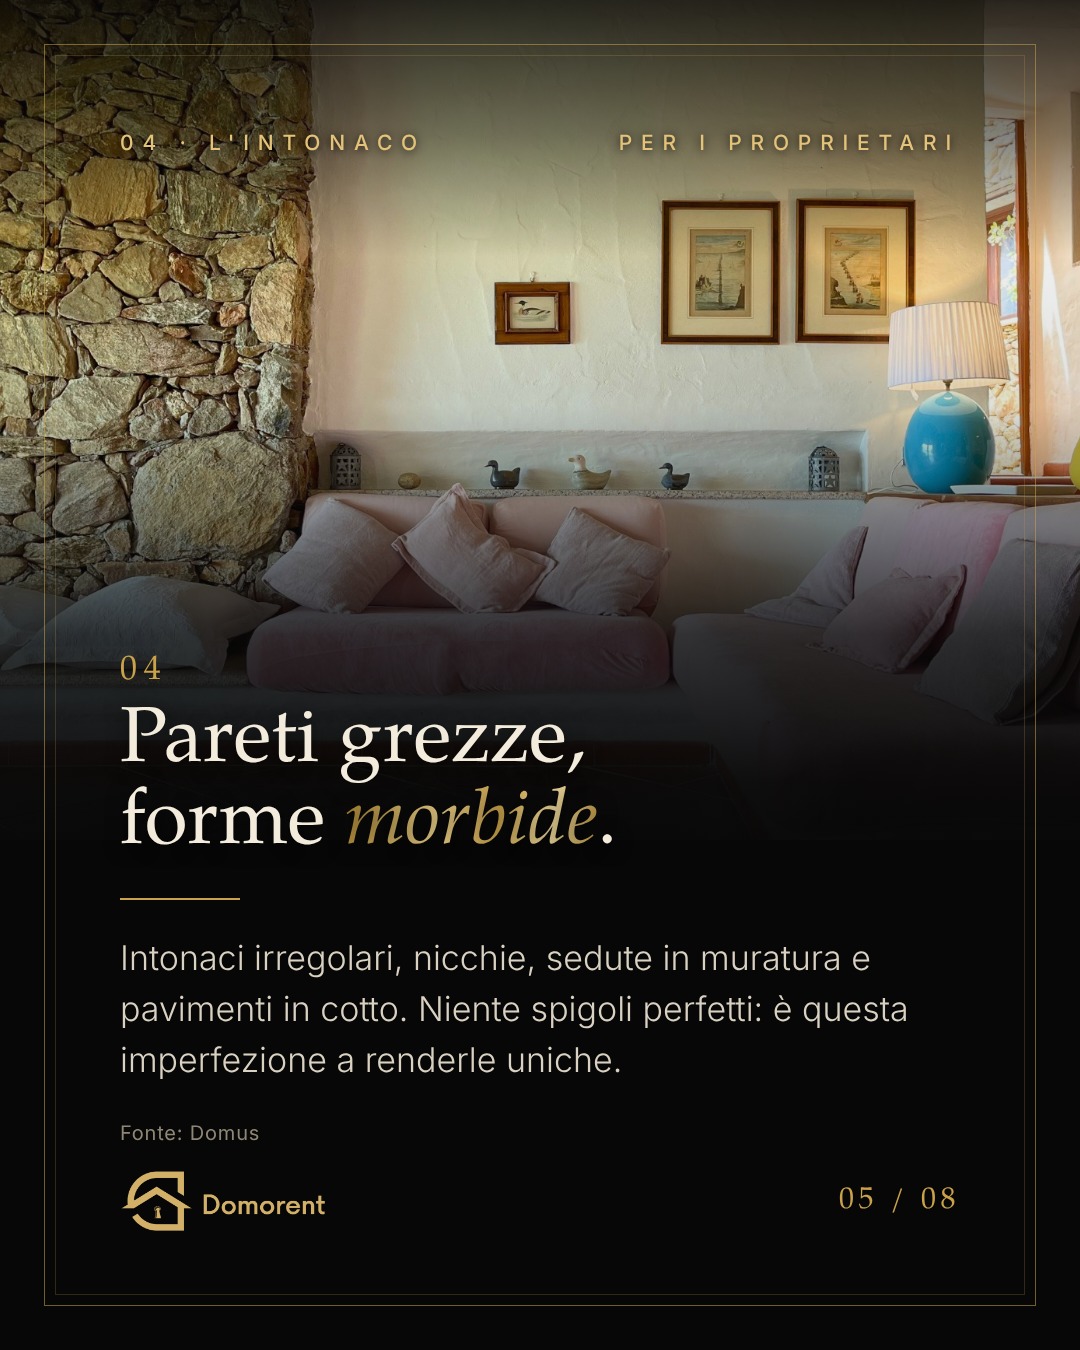 04 · L'INTONACO
PER I PROPRIETARI
04
Pareti grezze,
forme morbide.
Intonaci irregolari, nicchie, sedute in muratura e
pavimenti in cotto. Niente spigoli perfetti: è questa
imperfezione a renderle uniche.
Fonte: Domus
Domorent
05 / 08